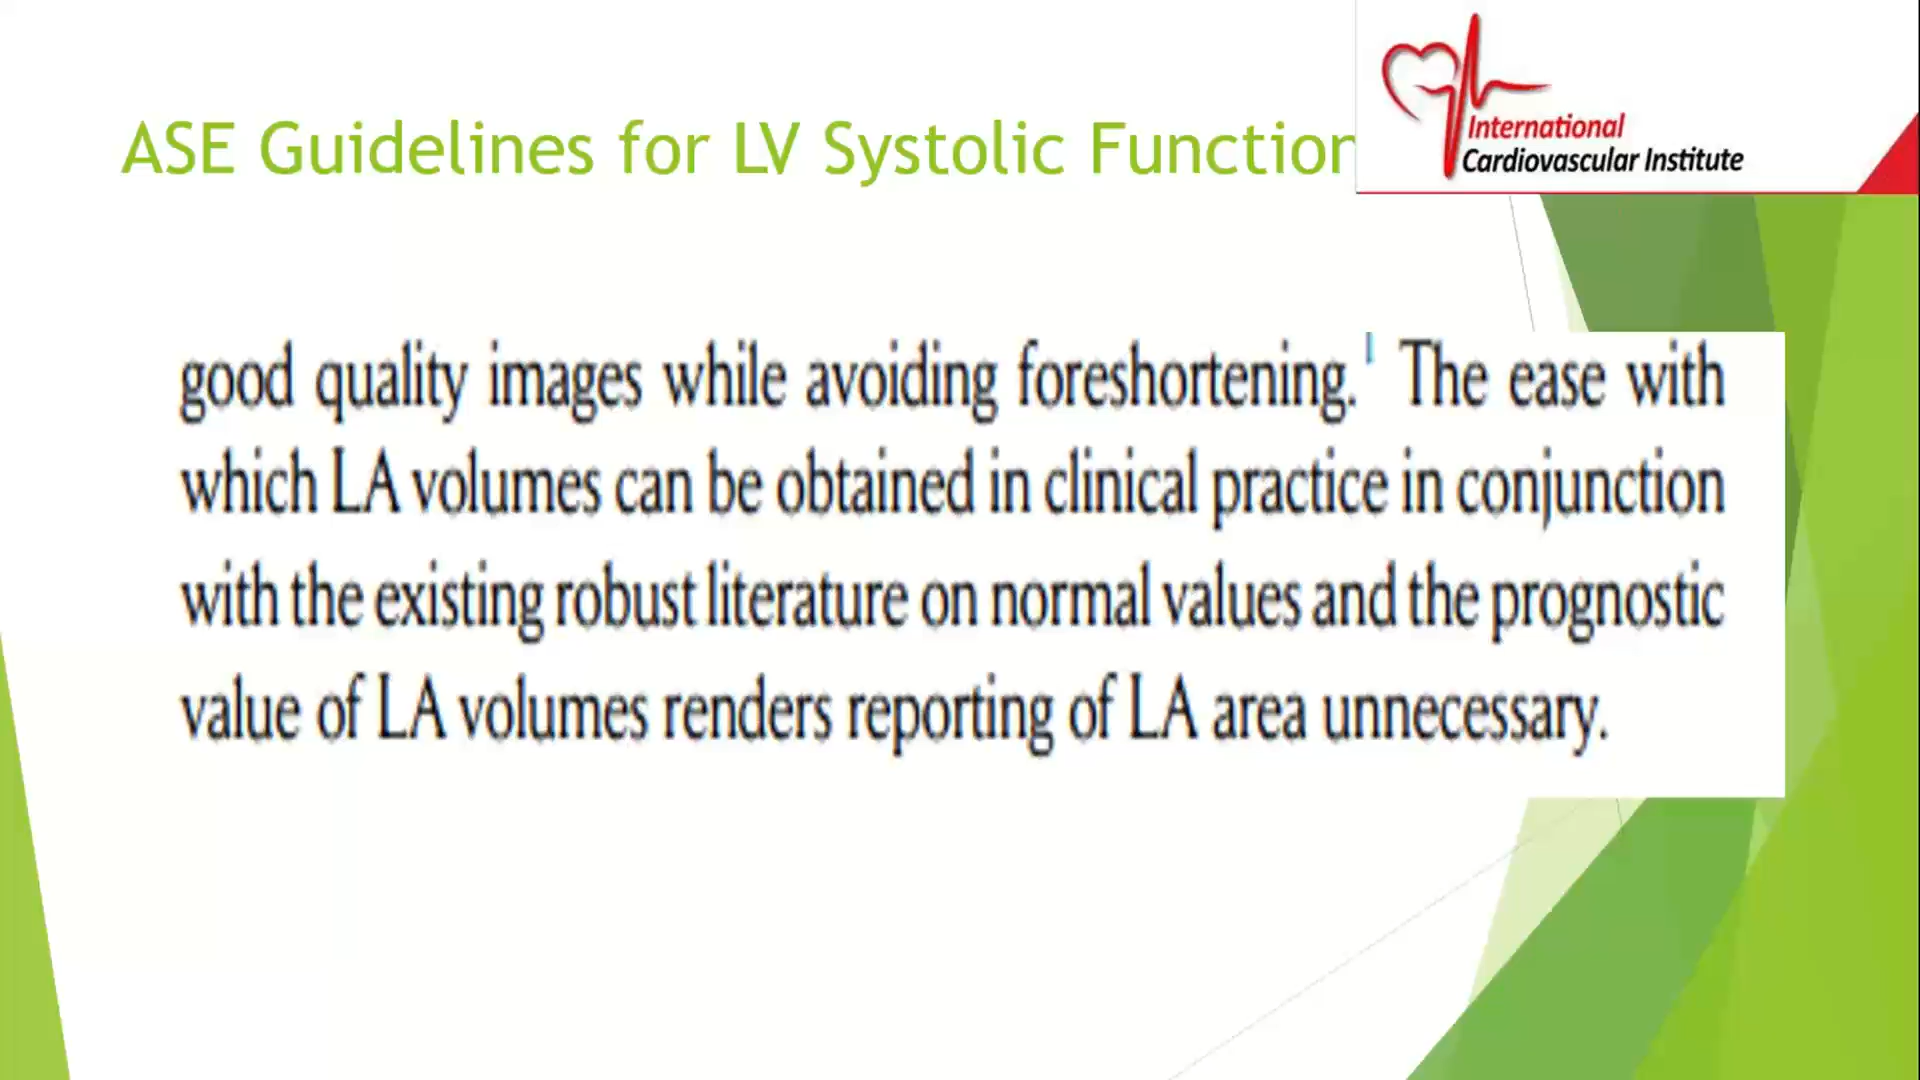 ASE Guidelines for LV Systolic Function
International
Cardiovascular Institute
good quality images while avoiding foreshortening. The ease with
which LA volumes can be obtained in clinical practice in conjunction
with the existing robust literature on normal values and the prognostic
value of LA volumes renders reporting of LA area unnecessary.